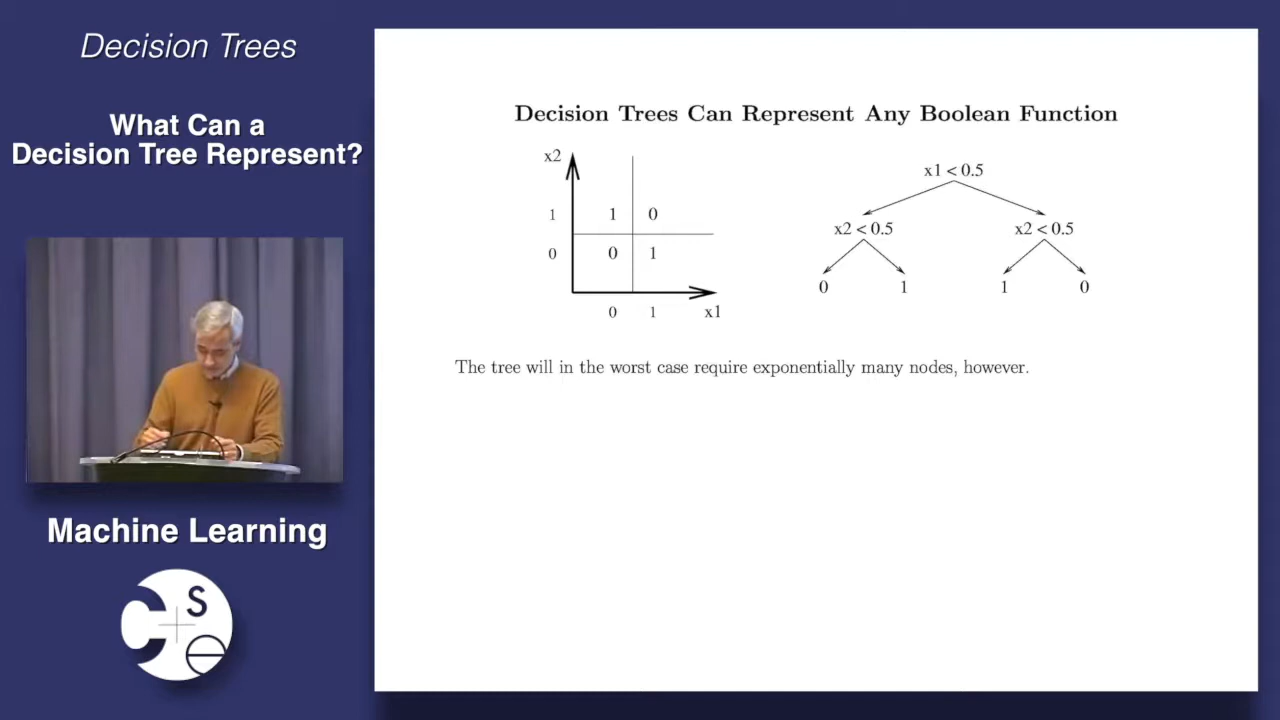 Decision Trees
What Can a
Decision Tree Represent?
Machine Learning
C S e
Decision Trees Can Represent Any Boolean Function
x2
1 1 0
0 0 1
0 1 x1
x1 < 0.5
x2 < 0.5 x2 < 0.5
0 1 1 0
The tree will in the worst case require exponentially many nodes, however.